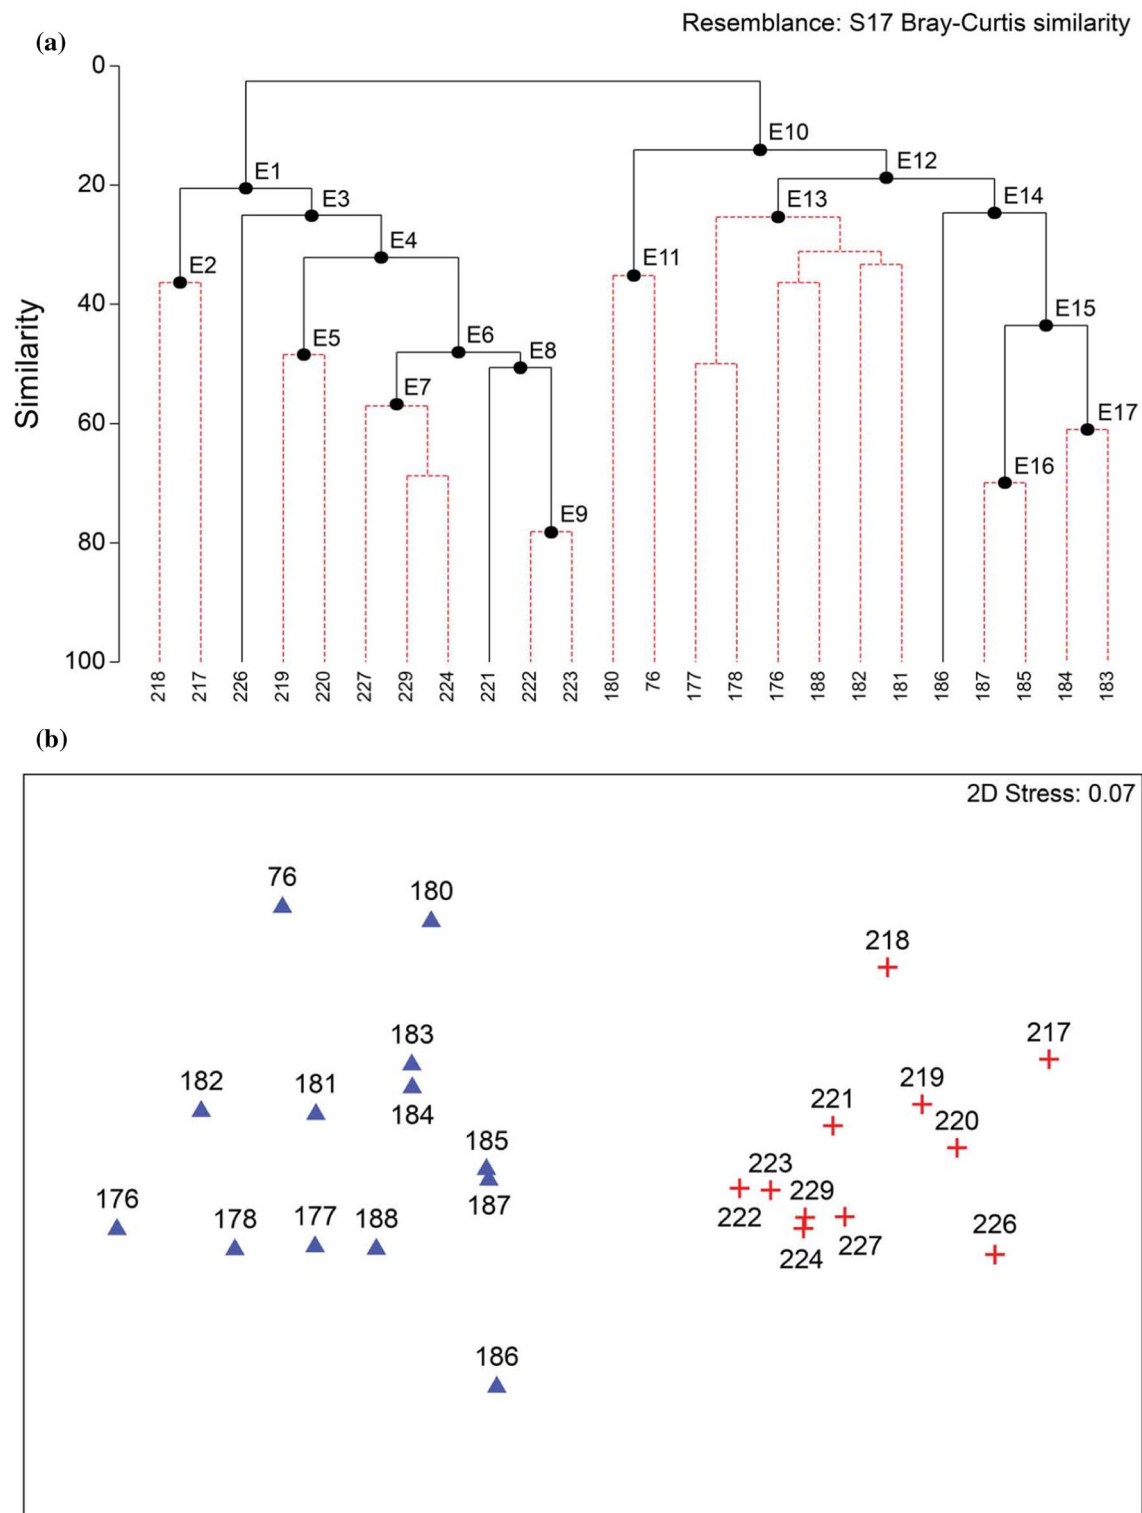 Resemblance: S17 Bray-Curtis similarity
(a)
0
E10
E12
E1
20
E3
E13
E14
E4
E2
E11
40
E15
E6
E5
E8
E7
60
E17
E16
E9
80
100
Similarity
218 217 226 219 220 227 229 224 221 222 223 180 76 177 178 176 188 182 181 186 187 185 184 183
(b)
2D Stress: 0.07
76
180
218
183
217
182 181
184
219
221
220
185
223
187
229
176
222
178 177 188
226
227
224
186